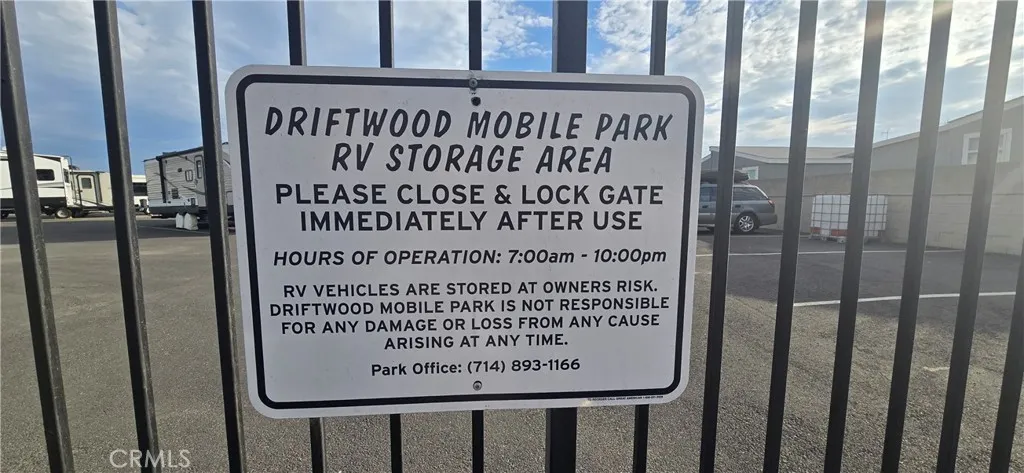 DRIFTWOOD MOBILE PARK
RV STORAGE AREA
PLEASE CLOSE & LOCK GATE
IMMEDIATELY AFTER USE
HOURS OF OPERATION: 7:00am - 10:00pm
RV VEHICLES ARE STORED AT OWNERS RISK.
DRIFTWOOD MOBILE PARK IS NOT RESPONSIBLE
FOR ANY DAMAGE OR LOSS FROM ANY CAUSE
ARISING AT ANY TIME.
Park Office: (714) 893-1166
CRMLS